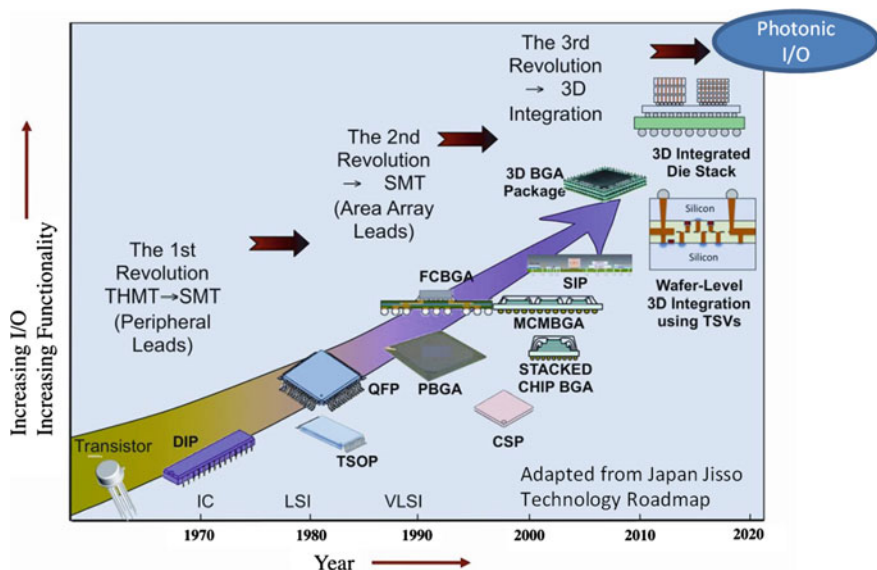 Photonic
I/O
The 3rd
Revolution
→ 3D
Integration
3D Integrated
Die Stack
The 2nd
Revolution
→ SMT
(Area Array
Leads)
3D BGA
Package
Silicon
Silicon
Wafer-Level
3D Integration
using TSVs
The 1st
Revolution
THMT→SMT
(Peripheral
Leads)
FCBGA
SIP
MCMBGA
QFP
PBGA
STACKED
CHIP BGA
CSP
TSOP
Transistor
DIP
Adapted from Japan Jisso
Technology Roadmap
IC
LSI
VLSI
1970
1980
1990
2000
2010
2020
Year
Increasing I/O
Increasing Functionality